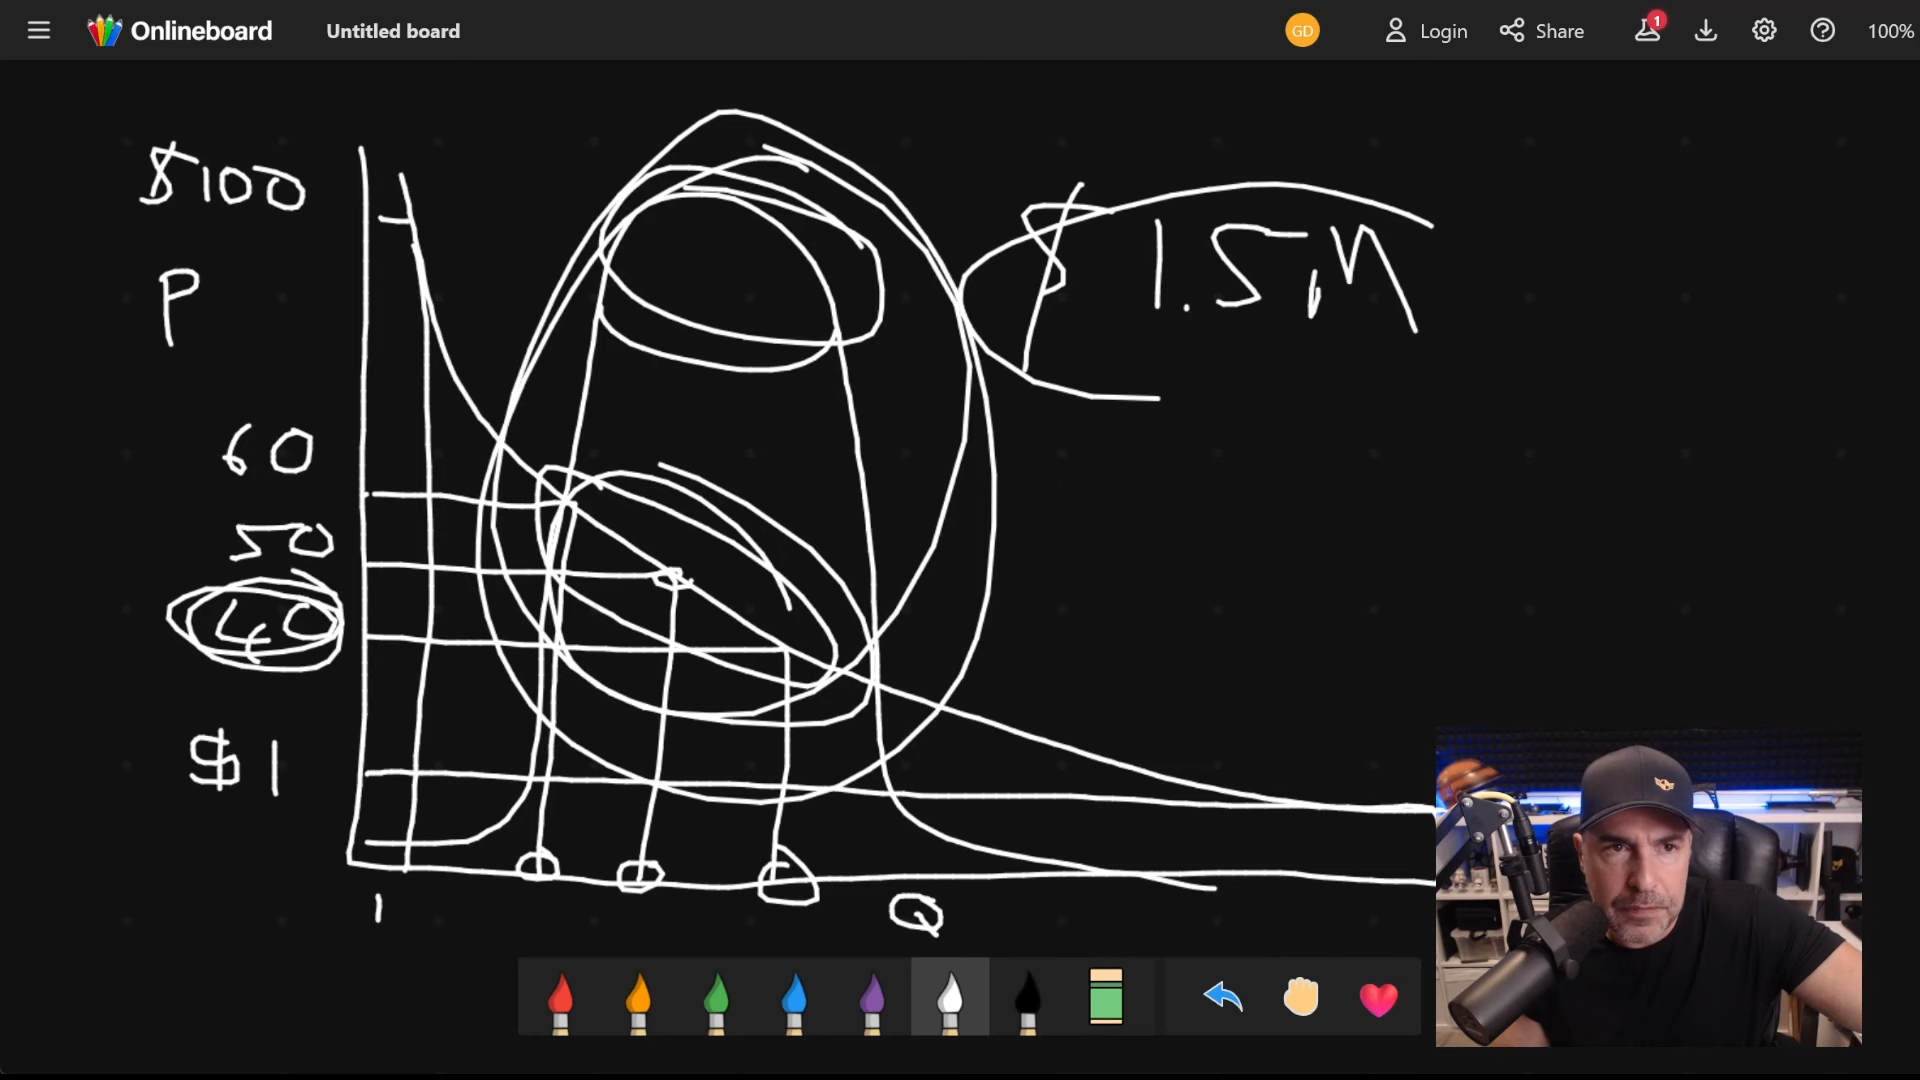 Onlineboard
Untitled board
GD
Login
Share
1
100%
$100
P
60
50
40
$1
1
Q
$1.5M